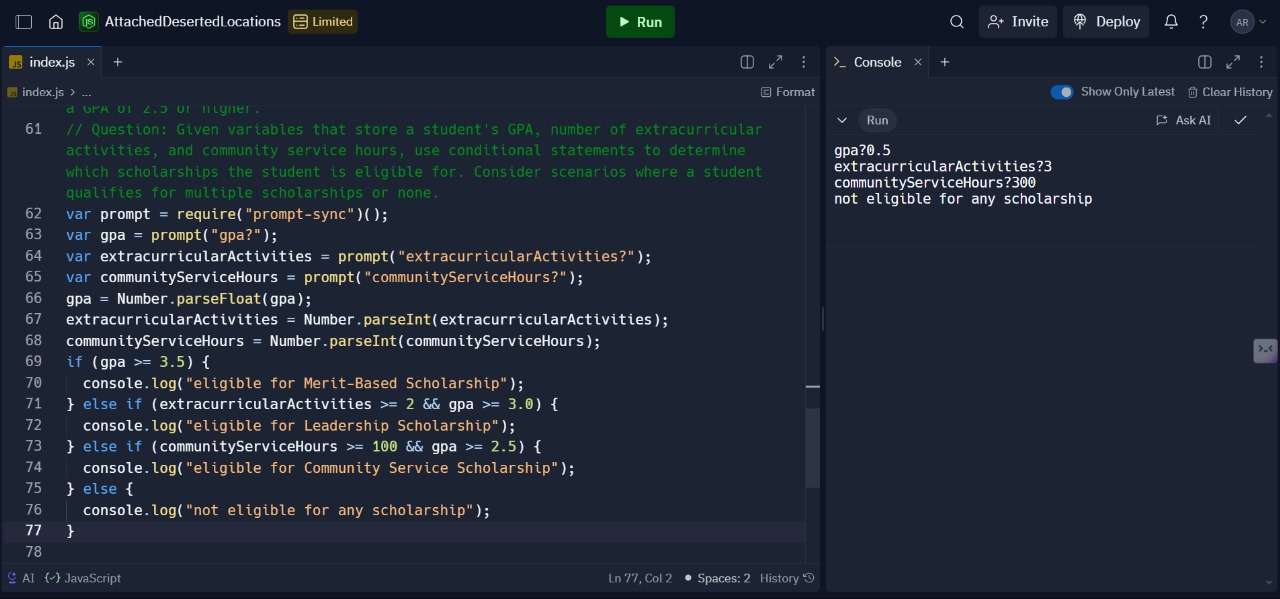 AttachedDesertedLocations
Limited
Run
Invite
Deploy
AR
index.js
Console
index.js > ...
Format
Show Only Latest
Clear History
Run
Ask AI
a GPA of 2.5 or higher.
61 // Question: Given variables that store a student's GPA, number of extracurricular
activities, and community service hours, use conditional statements to determine
which scholarships the student is eligible for. Consider scenarios where a student
qualifies for multiple scholarships or none.
62 var prompt = require("prompt-sync")();
63 var gpa = prompt("gpa?");
64 var extracurricularActivities = prompt("extracurricularActivities?");
65 var communityServiceHours = prompt("communityServiceHours?");
66 gpa = Number.parseFloat(gpa);
67 extracurricularActivities = Number.parseInt(extracurricularActivities);
68 communityServiceHours = Number.parseInt(communityServiceHours);
69 if (gpa >= 3.5) {
70 console.log("eligible for Merit-Based Scholarship");
71 } else if (extracurricularActivities >= 2 && gpa >= 3.0) {
72 console.log("eligible for Leadership Scholarship");
73 } else if (communityServiceHours >= 100 && gpa >= 2.5) {
74 console.log("eligible for Community Service Scholarship");
75 } else {
76 console.log("not eligible for any scholarship");
77 }
78
gpa?0.5
extracurricularActivities?3
communityServiceHours?300
not eligible for any scholarship
AI
JavaScript
Ln 77, Col 2
Spaces: 2
History